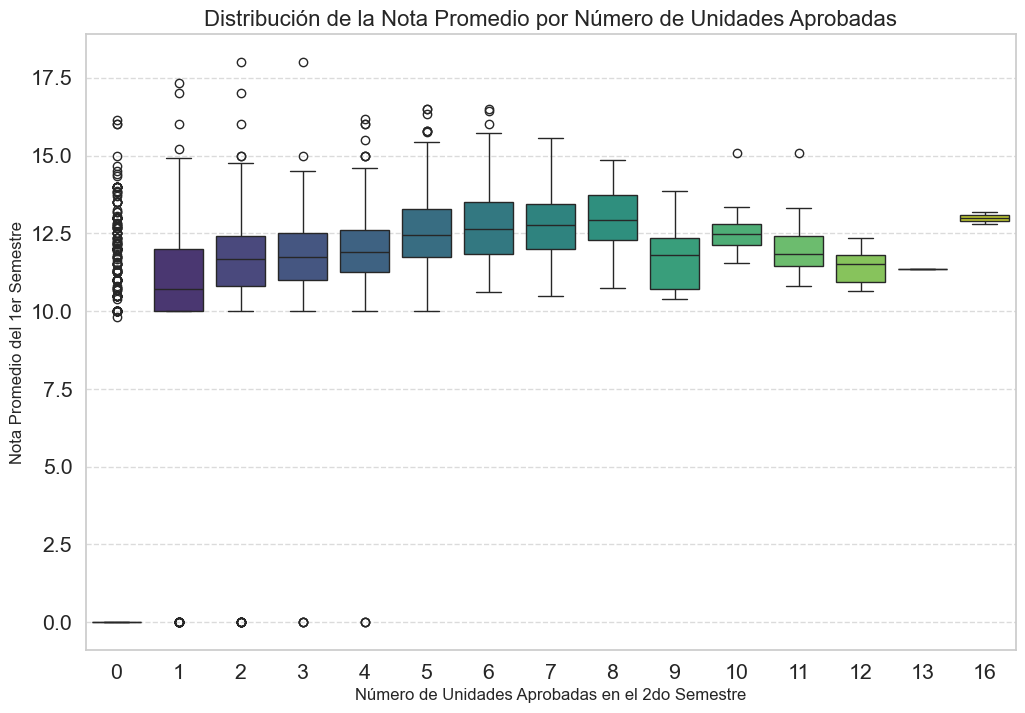 Distribución de la Nota Promedio por Número de Unidades Aprobadas
Nota Promedio del 1er Semestre
17.5
15.0
12.5
10.0
7.5
5.0
2.5
0.0
0 1 2 3 4 5 6 7 8 9 10 11 12 13 16
Número de Unidades Aprobadas en el 2do Semestre